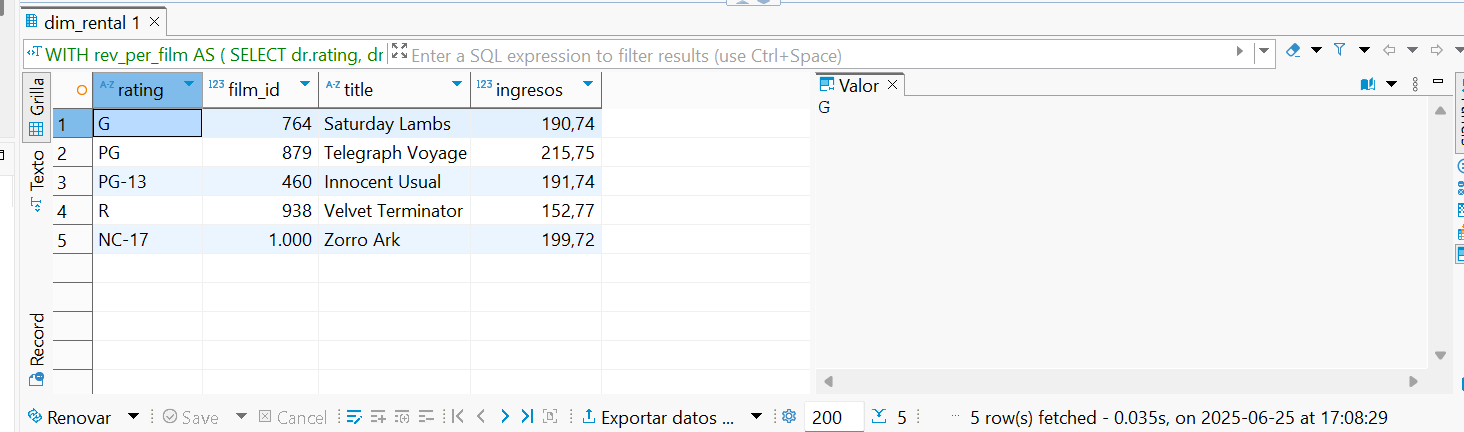 dim_rental 1
WITH rev_per_film AS ( SELECT dr.rating, dr Enter a SQL expression to filter results (use Ctrl+Space)
Grilla
Texto
Record
A-Z rating 123 film_id A-Z title 123 ingresos
1 G 764 Saturday Lambs 190,74
2 PG 879 Telegraph Voyage 215,75
3 PG-13 460 Innocent Usual 191,74
4 R 938 Velvet Terminator 152,77
5 NC-17 1.000 Zorro Ark 199,72
Valor
G
Renovar Save Cancel Exportar datos ... 200 5 5 row(s) fetched - 0.035s, on 2025-06-25 at 17:08:29